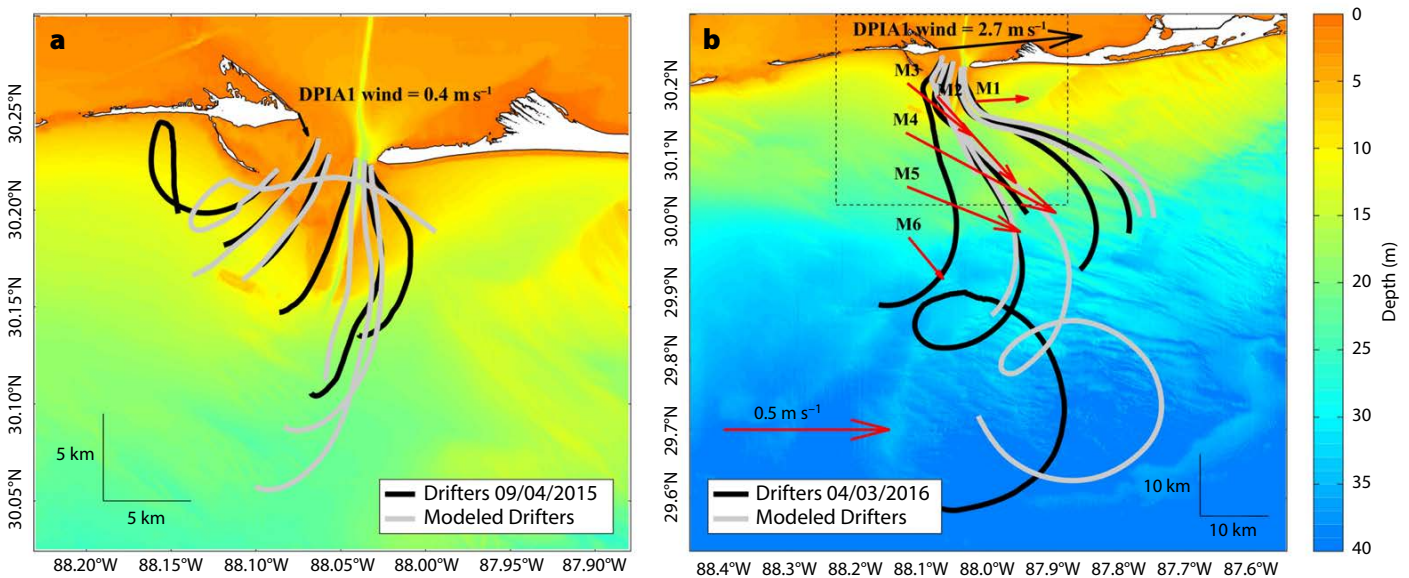 a
DPIA1 wind = 0.4 m s⁻¹
30.25°N
30.20°N
30.15°N
30.10°N
30.05°N
5 km
5 km
Drifters 09/04/2015
Modeled Drifters
88.20°W 88.15°W 88.10°W 88.05°W 88.00°W 87.95°W 87.90°W
b
DPIA1 wind = 2.7 m s⁻¹
M3
M2
M1
M4
M5
M6
30.2°N
30.1°N
30.0°N
29.9°N
29.8°N
29.7°N
29.6°N
0.5 m s⁻¹
10 km
10 km
Drifters 04/03/2016
Modeled Drifters
88.4°W 88.3°W 88.2°W 88.1°W 88.0°W 87.9°W 87.8°W 87.7°W 87.6°W
0
5
10
15
20
25
30
35
40
Depth (m)